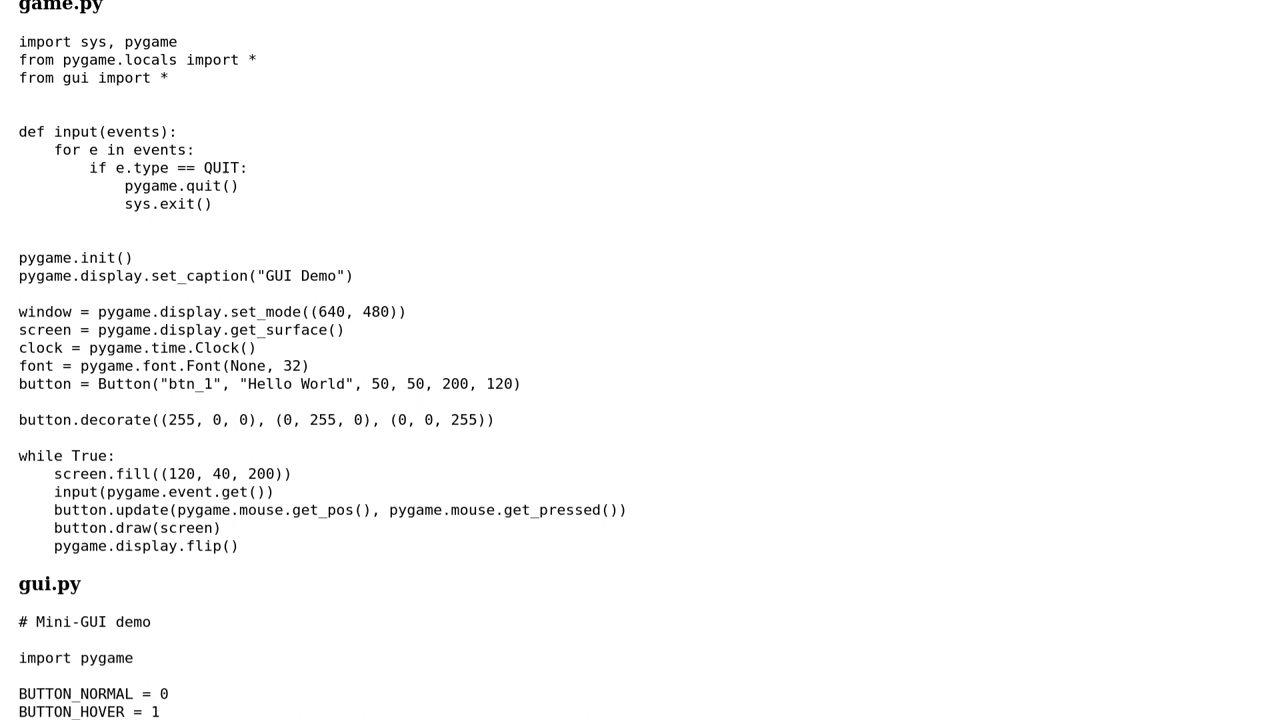 game.py
import sys, pygame
from pygame.locals import *
from gui import *
def input(events):
    for e in events:
        if e.type == QUIT:
            pygame.quit()
            sys.exit()
pygame.init()
pygame.display.set_caption("GUI Demo")
window = pygame.display.set_mode((640, 480))
screen = pygame.display.get_surface()
clock = pygame.time.Clock()
font = pygame.font.Font(None, 32)
button = Button("btn_1", "Hello World", 50, 50, 200, 120)
button.decorate((255, 0, 0), (0, 255, 0), (0, 0, 255))
while True:
    screen.fill((120, 40, 200))
    input(pygame.event.get())
    button.update(pygame.mouse.get_pos(), pygame.mouse.get_pressed())
    button.draw(screen)
    pygame.display.flip()
gui.py
# Mini-GUI demo
import pygame
BUTTON_NORMAL = 0
BUTTON_HOVER = 1